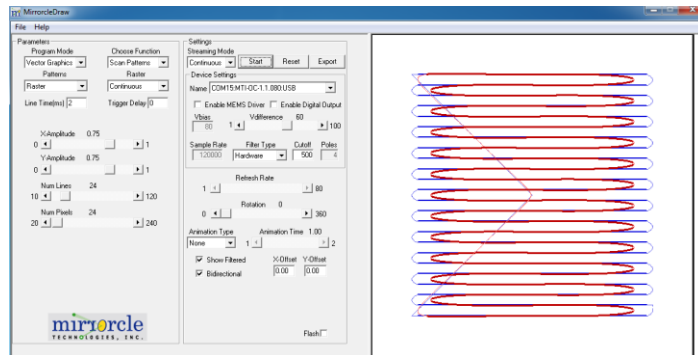 MirrorcleDraw
File Help
Parameters
Program Mode Choose Function
Vector Graphics Scan Patterns
Patterns Raster
Raster Continuous
Line Time(ms) 2 Trigger Delay 0
X-Amplitude 0.75
0 1
Y-Amplitude 0.75
0 1
Num Lines 24
10 120
Num Pixels 24
20 240
mirrorcle
TECHNOLOGIES, INC.
Settings
Streaming Mode
Continuous Start Reset Export
Device Settings
Name COM15:MTI-OC-1.1.080:USB
Enable MEMS Driver Enable Digital Output
Vbias Vdifference 60
80 1 100
Sample Rate Filter Type Cutoff Poles
120000 Hardware 500 4
Refresh Rate
1 80
Rotation 0
0 360
Animation Type Animation Time 1.00
None 1 2
Show Filtered X-Offset Y-Offset
Bidirectional 0.00 0.00
Flash